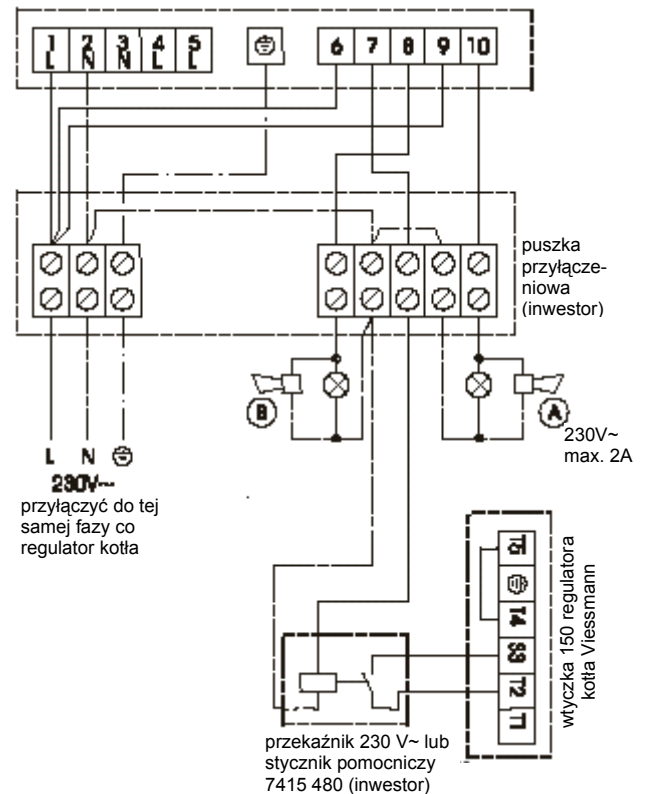 1 2 3 4 5 6 7 8 9 10
L N N L L
puszka
przyłącze-
niowa
(inwestor)
B
A
230V~
max. 2A
L N
230V~
przyłączyć do tej
samej fazy co
regulator kotła
T5
T4
S3
T2
T1
wtyczka 150 regulatora
kotła Viessmann
przekaźnik 230 V~ lub
stycznik pomocniczy
7415 480 (inwestor)